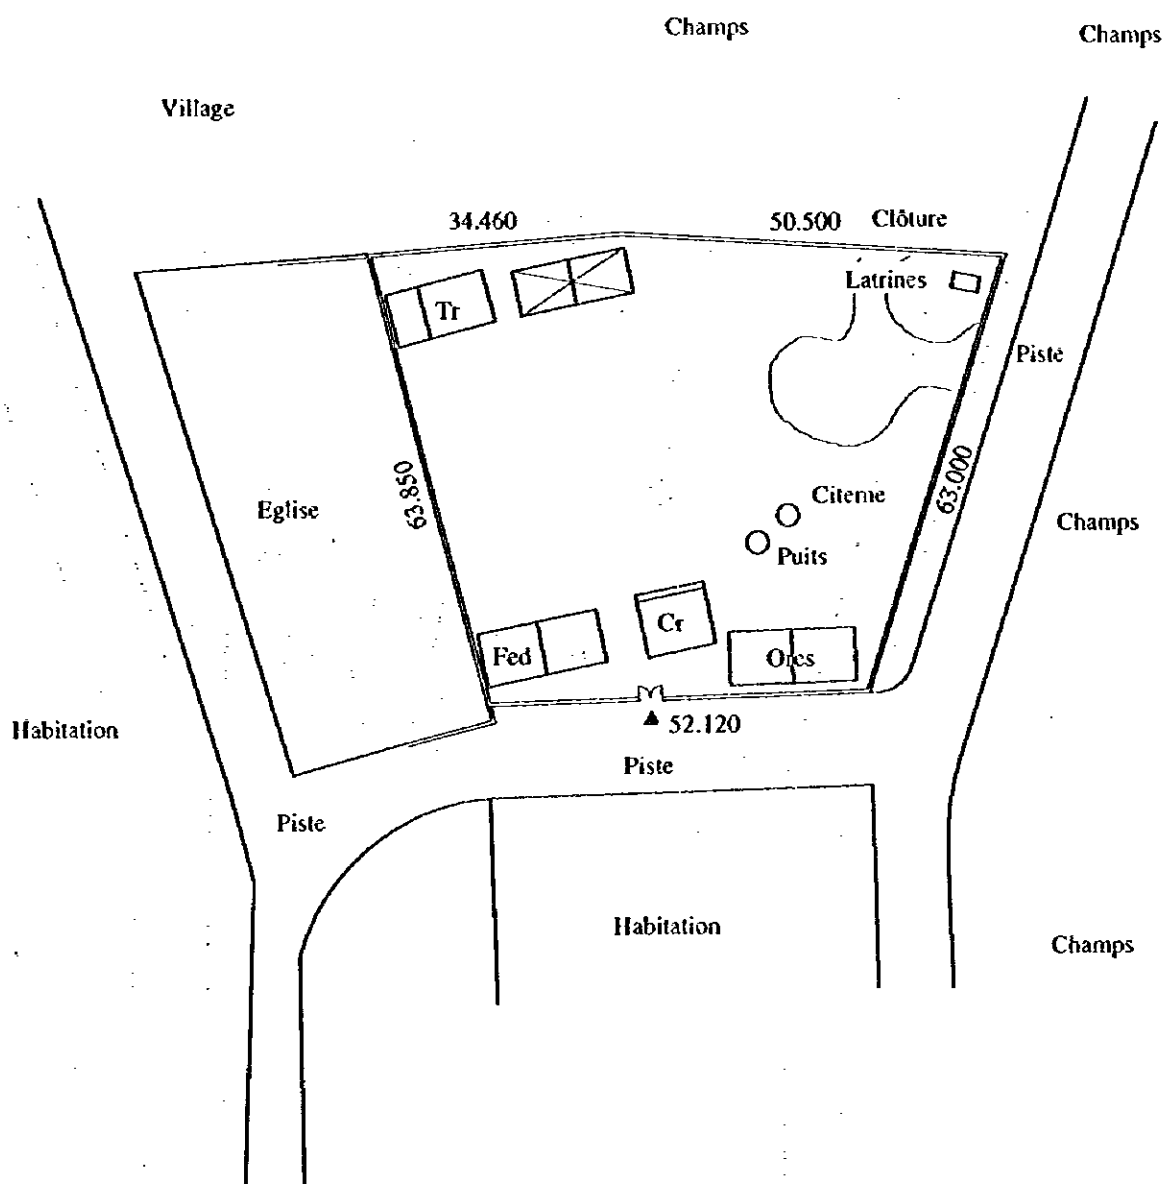 Champs
Champs
Village
34.460
50.500
Clôture
Latrines
Tr
Piste
63.850
63.000
Eglise
Citerne
Champs
Puits
Cr
Fed
Ores
52.120
Habitation
Piste
Piste
Habitation
Champs